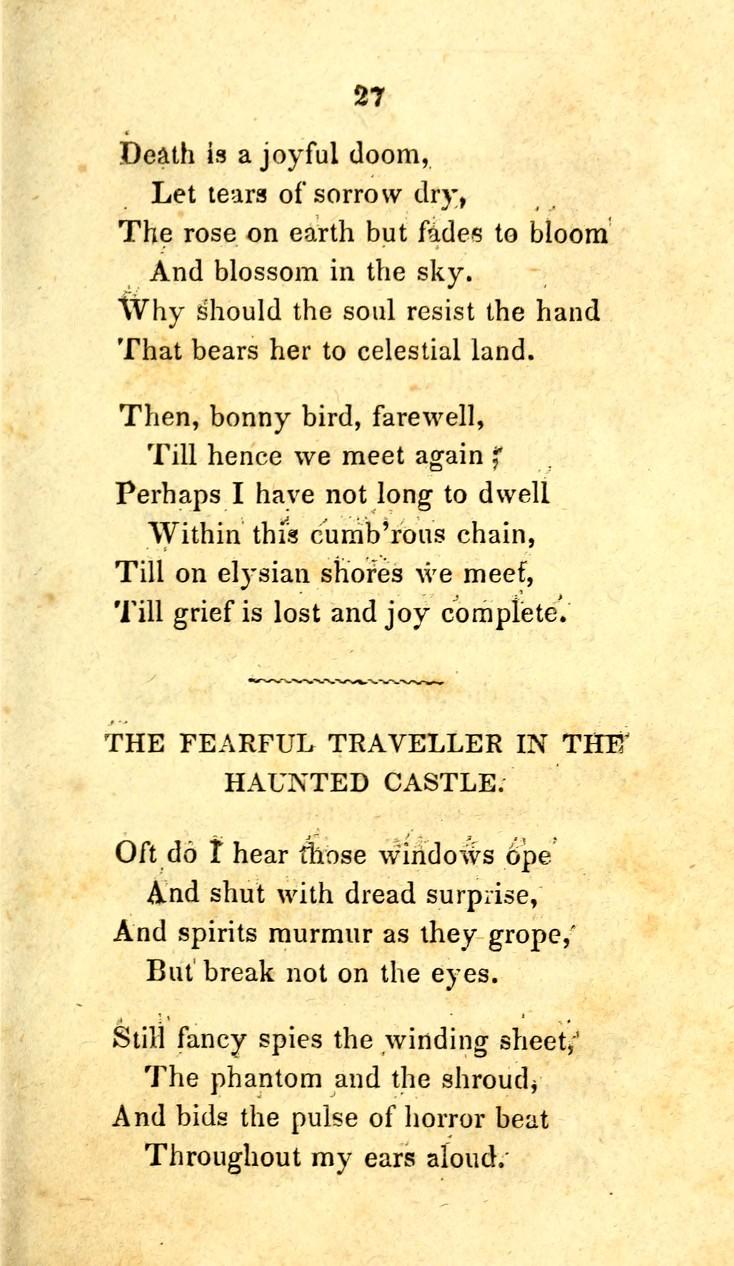 27
Death is a joyful doom,
Let tears of sorrow dry,
The rose on earth but fades to bloom
And blossom in the sky.
Why should the soul resist the hand
That bears her to celestial land.
Then, bonny bird, farewell,
Till hence we meet again;
Perhaps I have not long to dwell
Within this cumb'rous chain,
Till on elysian shores we meet,
Till grief is lost and joy complete.
THE FEARFUL TRAVELLER IN THE
HAUNTED CASTLE.
Oft do I hear those windows ope
And shut with dread surprise,
And spirits murmur as they grope,
But break not on the eyes.
Still fancy spies the winding sheet,
The phantom and the shroud,
And bids the pulse of horror beat
Throughout my ears aloud.